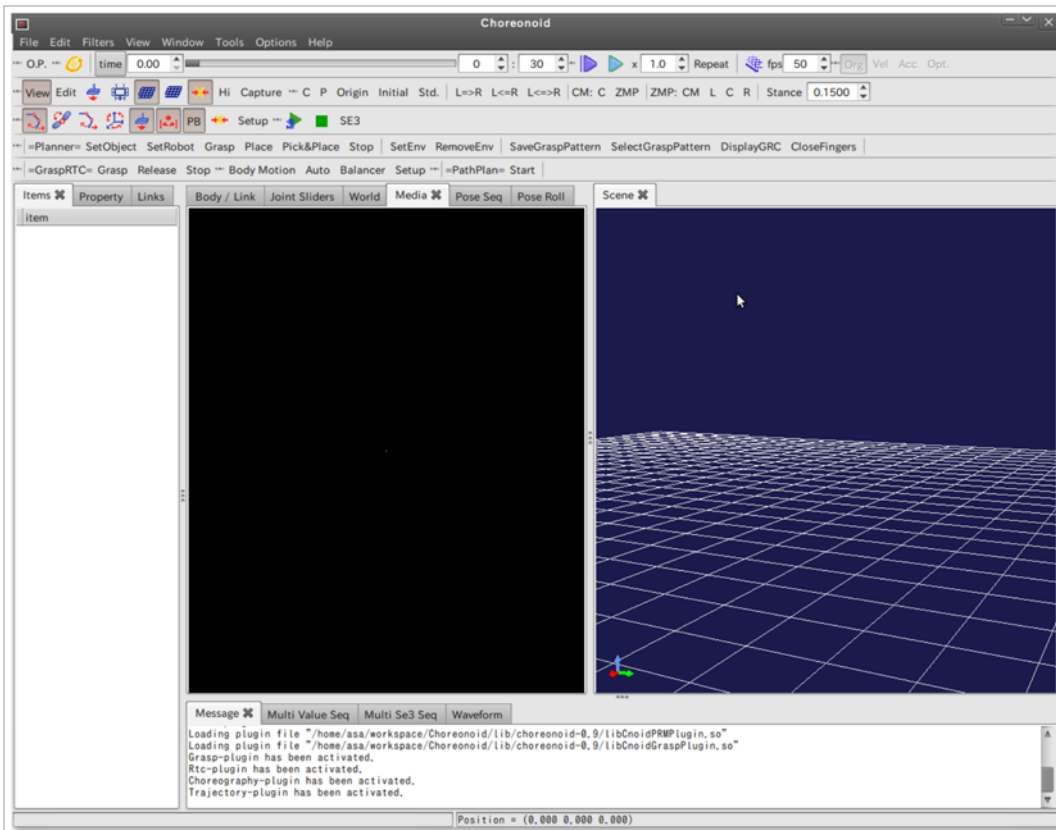 Choreonoid
File Edit Filters View Window Tools Options Help
O.P. time 0.00 0 : 30 x 1.0 Repeat fps 50 Org Vel Acc Opt.
View Edit Hi Capture C P Origin Initial Std. L=>R L<=R L<=>R CM: C ZMP ZMP: CM L C R Stance 0.1500
PB Setup SE3
=Planner= SetObject SetRobot Grasp Place Pick&Place Stop SetEnv RemoveEnv SaveGraspPattern SelectGraspPattern DisplayGRC CloseFingers
=GraspRTC= Grasp Release Stop Body Motion Auto Balancer Setup =PathPlan= Start
Items Property Links Body / Link Joint Sliders World Media Pose Seq Pose Roll Scene
item
Message Multi Value Seq Multi Se3 Seq Waveform
Loading plugin file "/home/asa/workspace/Choreonoid/lib/choreonoid-0.9/libCnoidPRMPlugin.so"
Loading plugin file "/home/asa/workspace/Choreonoid/lib/choreonoid-0.9/libCnoidGraspPlugin.so"
Grasp-plugin has been activated.
Rtc-plugin has been activated.
Choreography-plugin has been activated.
Trajectory-plugin has been activated.
Position = (0.000 0.000 0.000)